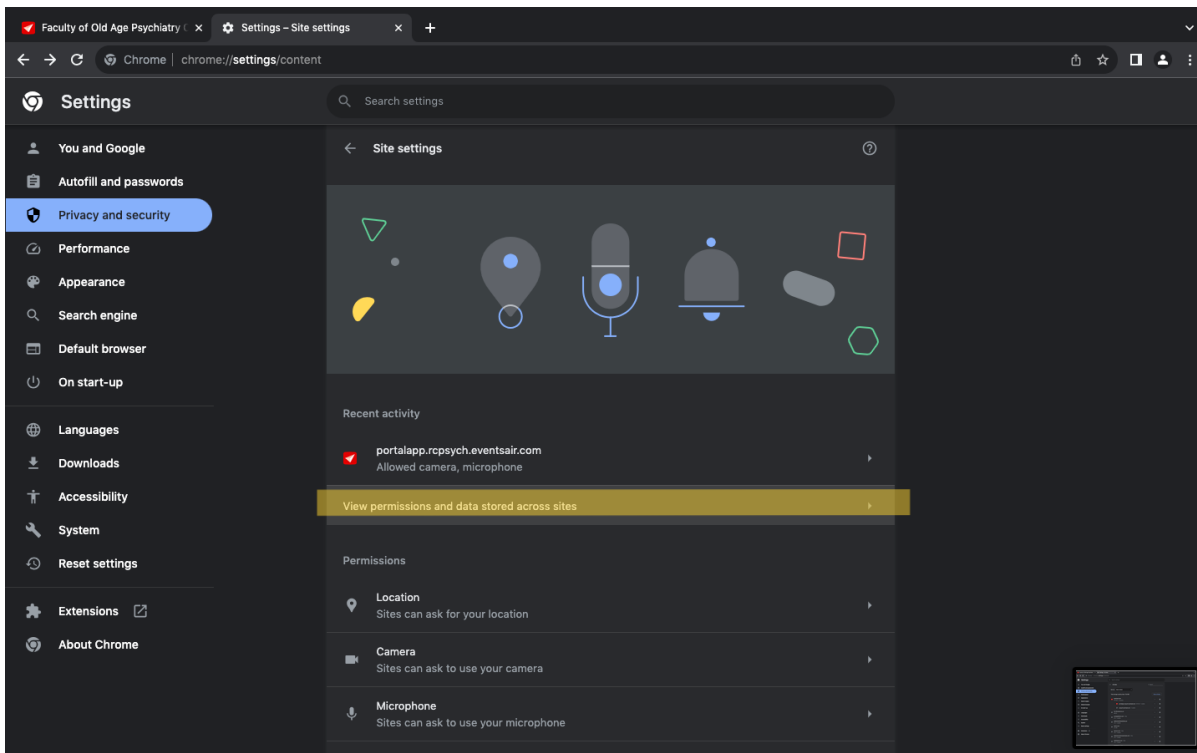 Faculty of Old Age Psychiatry
Settings – Site settings
Chrome | chrome://settings/content
Settings
Search settings
You and Google
Autofill and passwords
Privacy and security
Performance
Appearance
Search engine
Default browser
On start-up
Languages
Downloads
Accessibility
System
Reset settings
Extensions
About Chrome
Site settings
Recent activity
portalapp.rcpsych.eventsair.com
Allowed camera, microphone
View permissions and data stored across sites
Permissions
Location
Sites can ask for your location
Camera
Sites can ask to use your camera
Microphone
Sites can ask to use your microphone